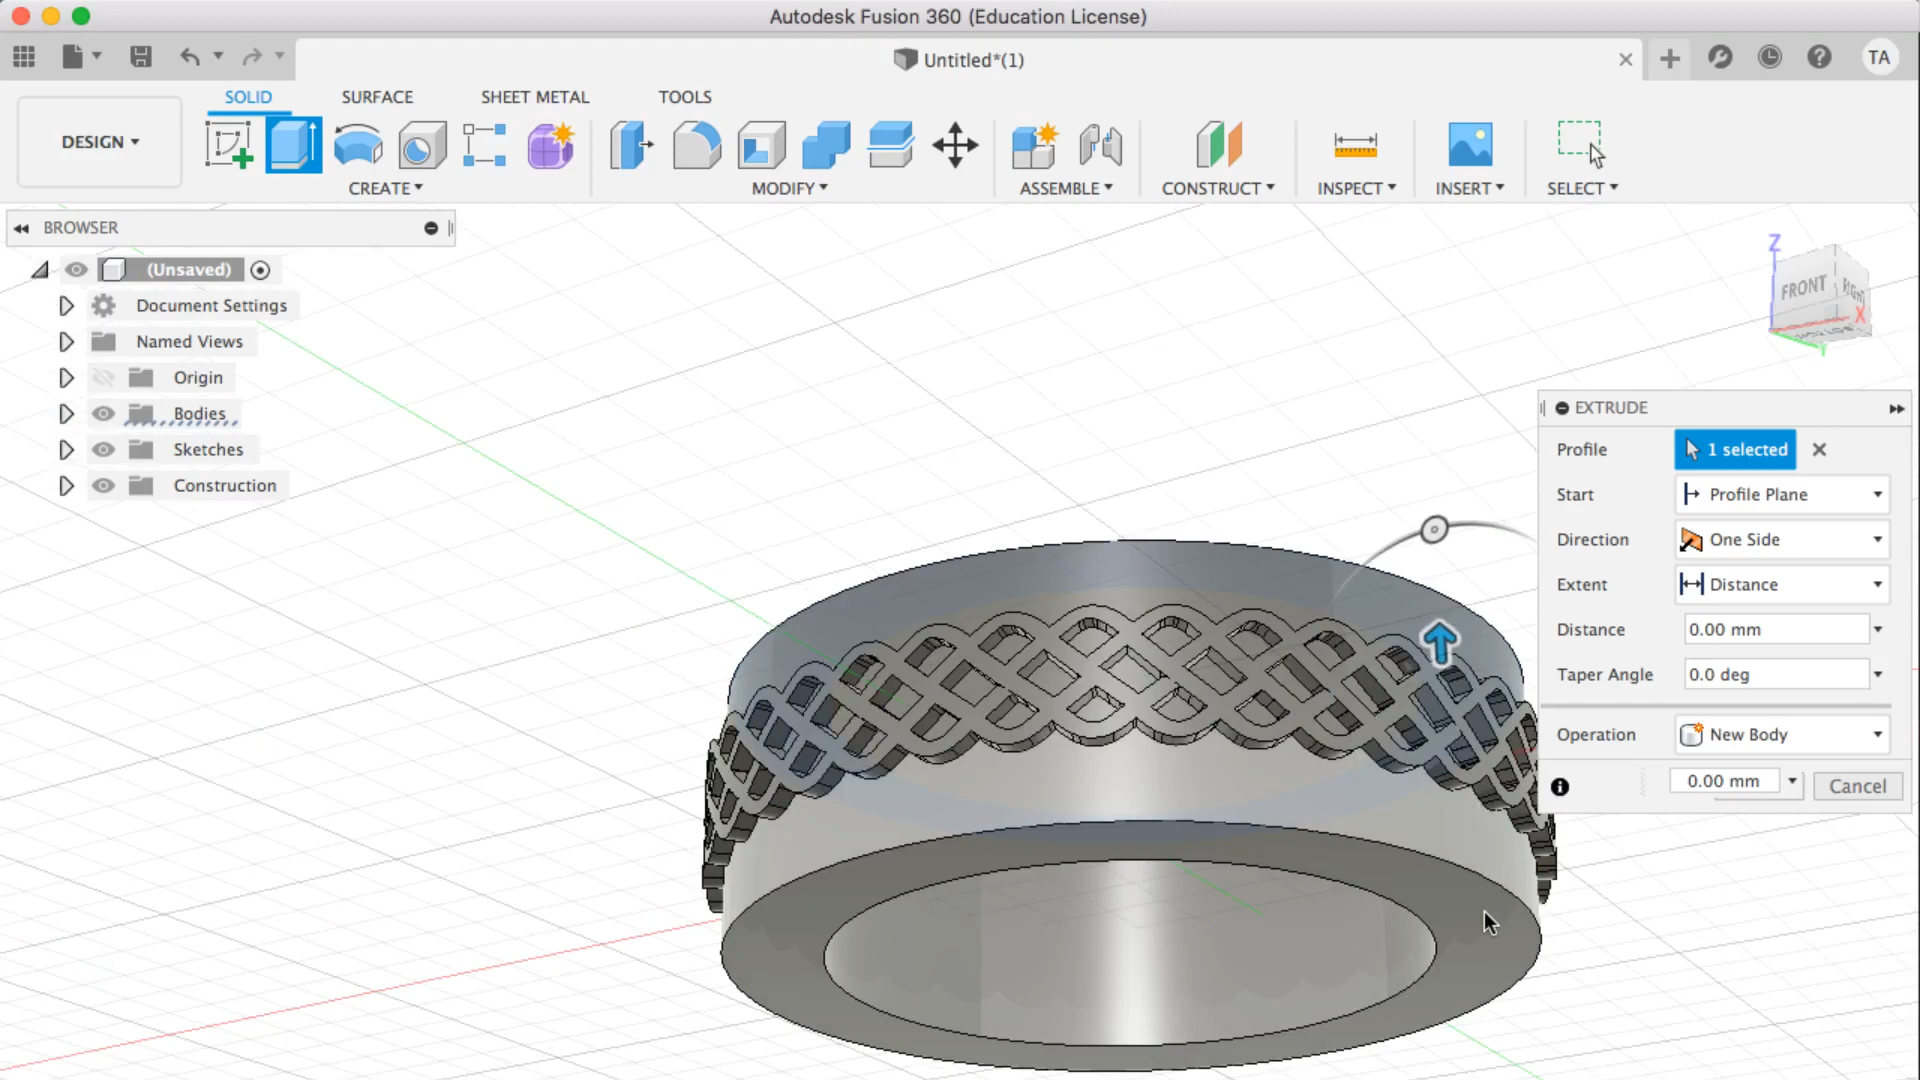 Autodesk Fusion 360 (Education License)
Untitled*(1)
TA
SOLID
SURFACE
SHEET METAL
TOOLS
DESIGN
CREATE
MODIFY
ASSEMBLE
CONSTRUCT
INSPECT
INSERT
SELECT
BROWSER
(Unsaved)
Document Settings
Named Views
Origin
Bodies
Sketches
Construction
Z
FRONT
RIGHT
X
BOTTOM
Y
EXTRUDE
Profile
1 selected
Start
Profile Plane
Direction
One Side
Extent
Distance
Distance
0.00 mm
Taper Angle
0.0 deg
Operation
New Body
0.00 mm
Cancel